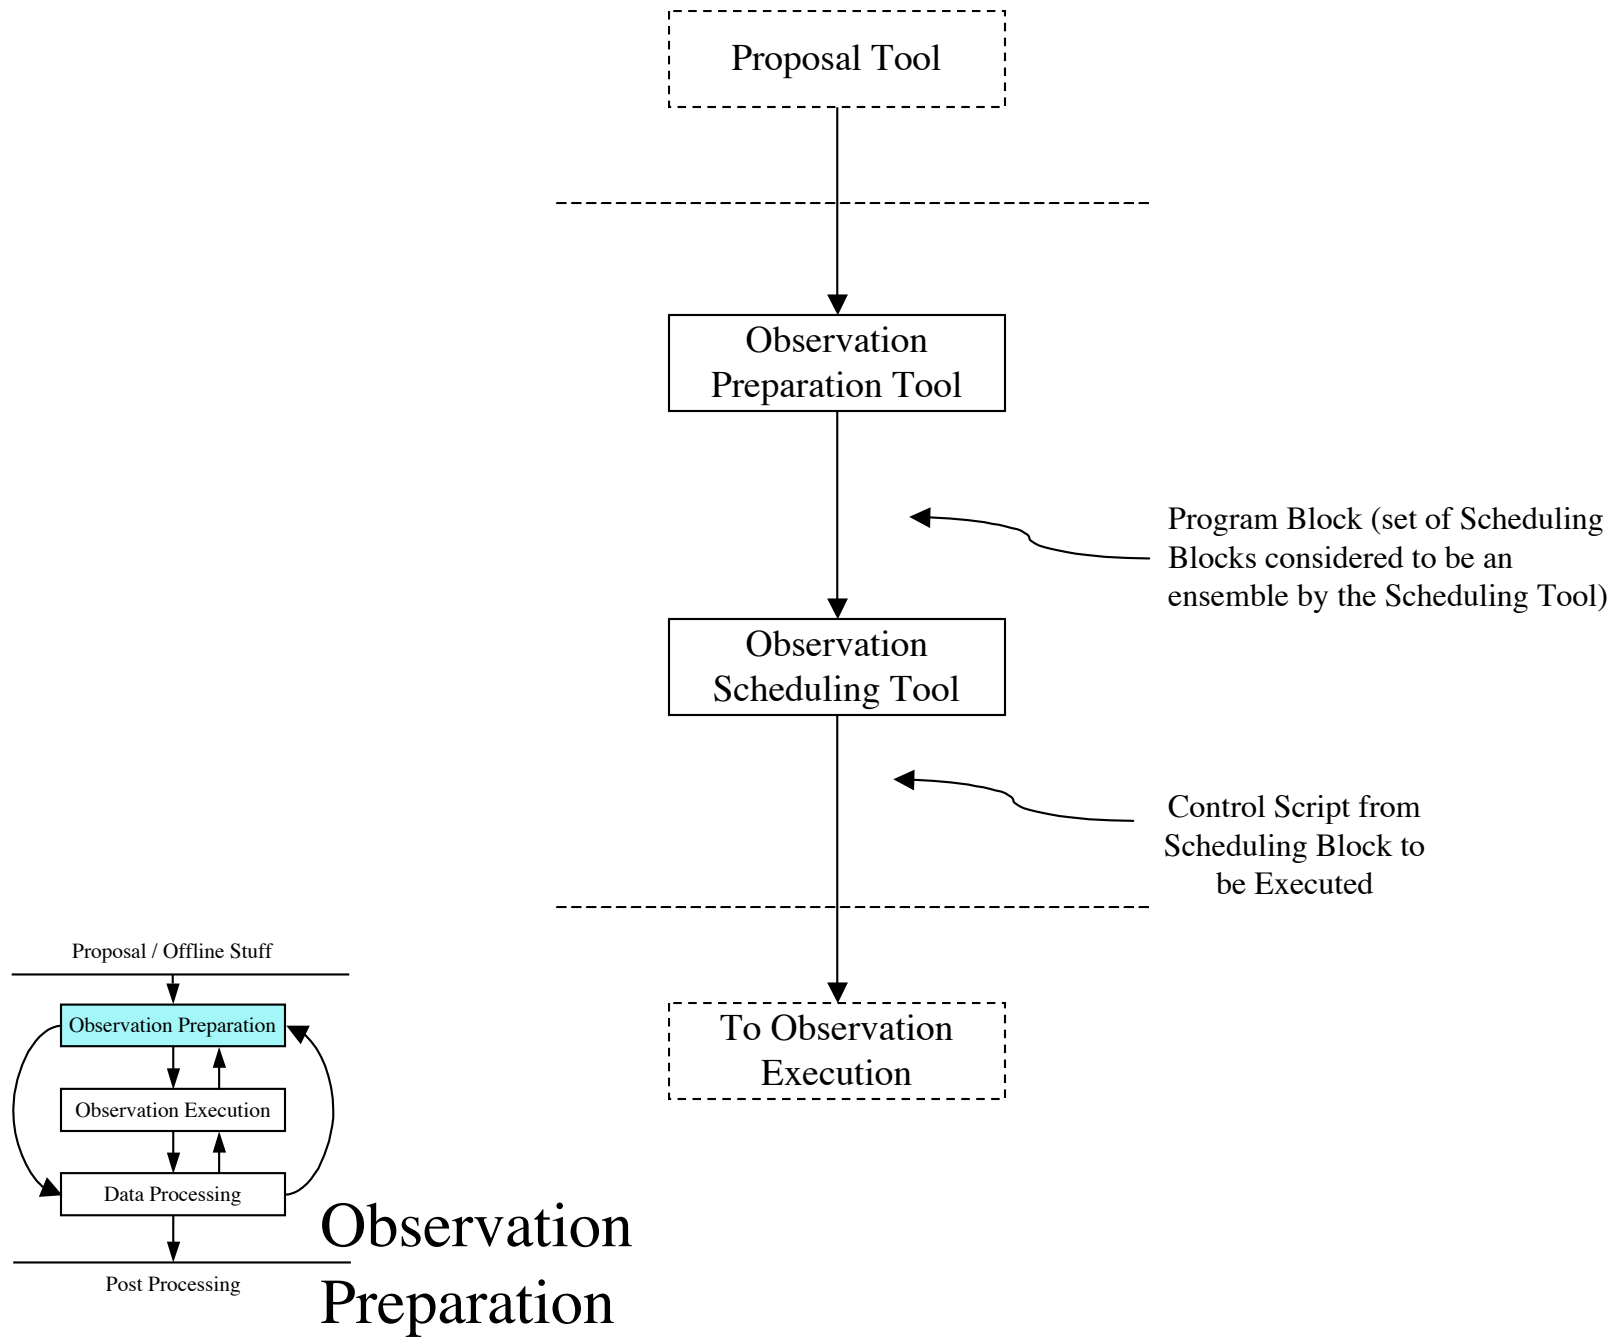 Proposal Tool
Observation
Preparation Tool
Program Block (set of Scheduling
Blocks considered to be an
ensemble by the Scheduling Tool)
Observation
Scheduling Tool
Control Script from
Scheduling Block to
be Executed
To Observation
Execution
Proposal / Offline Stuff
Observation Preparation
Observation Execution
Data Processing
Post Processing
Observation
Preparation